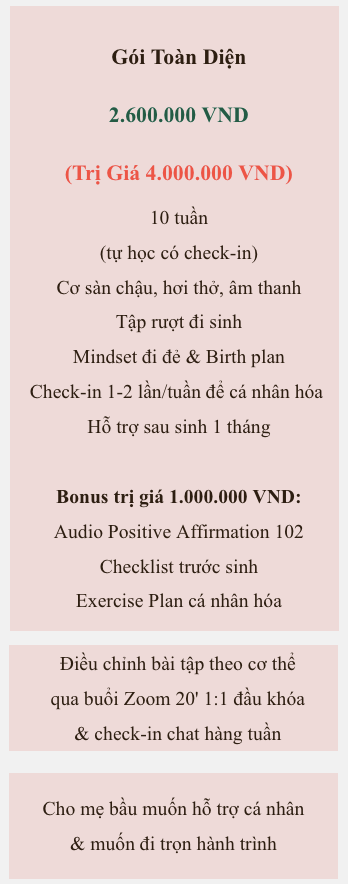 Gói Toàn Diện
2.600.000 VND
(Trị Giá 4.000.000 VND)
10 tuần
(tự học có check-in)
Cơ sàn chậu, hơi thở, âm thanh
Tập rượt đi sinh
Mindset đi đẻ & Birth plan
Check-in 1-2 lần/tuần để cá nhân hóa
Hỗ trợ sau sinh 1 tháng
Bonus trị giá 1.000.000 VND:
Audio Positive Affirmation 102
Checklist trước sinh
Exercise Plan cá nhân hóa
Điều chỉnh bài tập theo cơ thể
qua buổi Zoom 20' 1:1 đầu khóa
& check-in chat hàng tuần
Cho mẹ bầu muốn hỗ trợ cá nhân
& muốn đi trọn hành trình